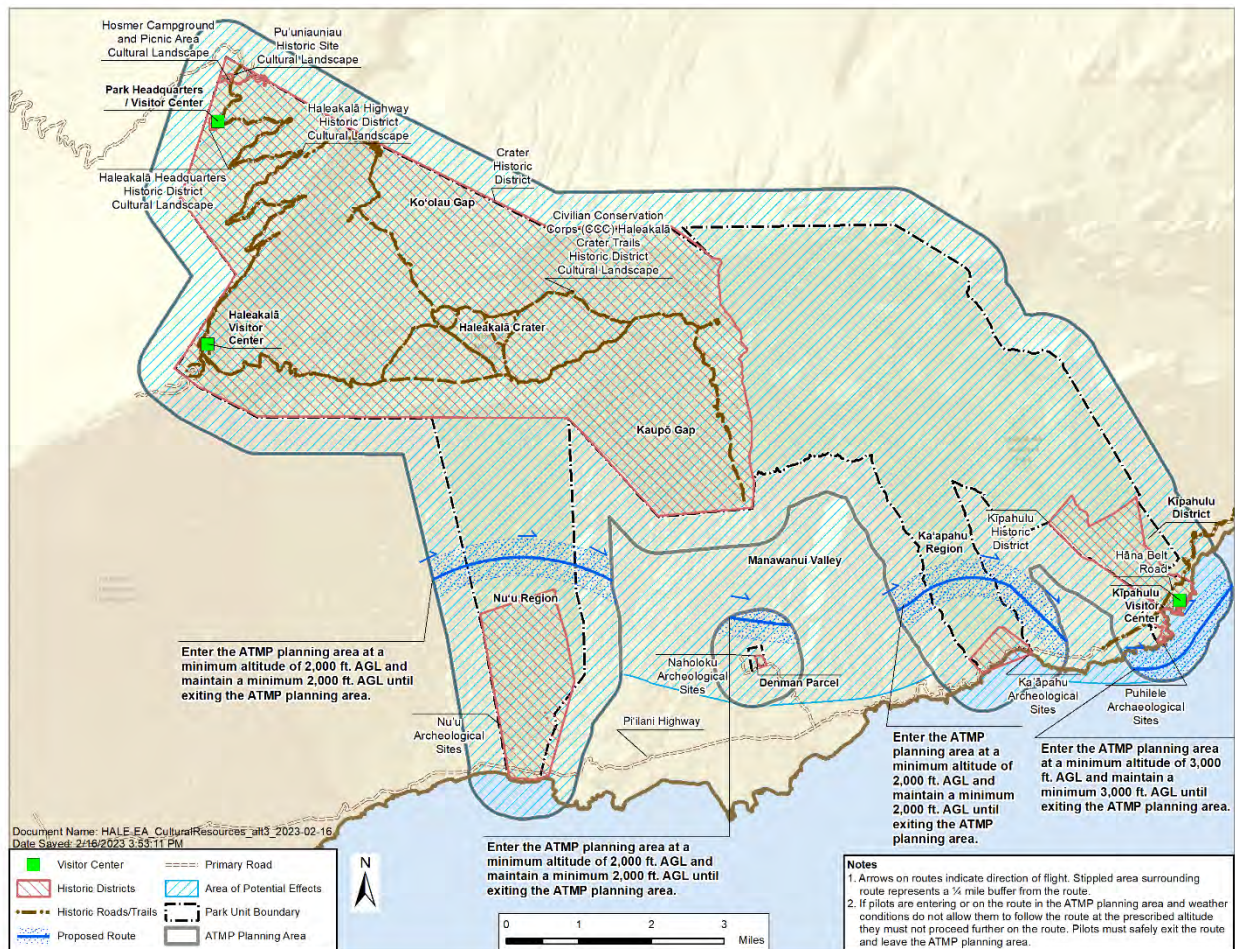 Hosmer Campground
and Picnic Area
Cultural Landscape
Pu'uniauniau
Historic Site
Cultural Landscape
Park Headquarters
/ Visitor Center
Haleakalā Highway
Historic District
Cultural Landscape
Haleakalā Headquarters
Historic District
Cultural Landscape
Crater
Historic
District
Ko'olau Gap
Civilian Conservation
Corps (CCC) Haleakalā
Crater Trails
Historic District
Cultural Landscape
Haleakalā
Visitor
Center
Haleakalā Crater
Kaupō Gap
Kīpahulu
District
Kīpahulu
Historic
District
Ka'apahu
Region
Manawanui Valley
Hāna Belt
Road
Kīpahulu
Visitor
Center
Nu'u Region
Enter the ATMP planning area at a
minimum altitude of 2,000 ft. AGL and
maintain a minimum 2,000 ft. AGL until
exiting the ATMP planning area.
Naholoku
Archeological
Sites
Denman Parcel
Ka'āpahu
Archeological
Sites
Puhilele
Archaeological
Sites
Nu'u
Archeological
Sites
Pi'ilani Highway
Enter the ATMP
planning area at a
minimum altitude of
2,000 ft. AGL and
maintain a minimum
2,000 ft. AGL until
exiting the ATMP
planning area.
Enter the ATMP planning area
at a minimum altitude of 3,000
ft. AGL and maintain a
minimum 3,000 ft. AGL until
exiting the ATMP planning area.
Enter the ATMP planning area at a
minimum altitude of 2,000 ft. AGL and
maintain a minimum 2,000 ft. AGL until
exiting the ATMP planning area.
Document Name: HALE_EA_CulturalResources_alt3_2023-02-16
Date Saved: 2/16/2023 3:53:11 PM
Visitor Center
Primary Road
Historic Districts
Area of Potential Effects
Historic Roads/Trails
Park Unit Boundary
Proposed Route
ATMP Planning Area
N
0 1 2 3
Miles
Notes
1. Arrows on routes indicate direction of flight. Stippled area surrounding
route represents a ¼ mile buffer from the route.
2. If pilots are entering or on the route in the ATMP planning area and weather
conditions do not allow them to follow the route at the prescribed altitude
they must not proceed further on the route. Pilots must safely exit the route
and leave the ATMP planning area.